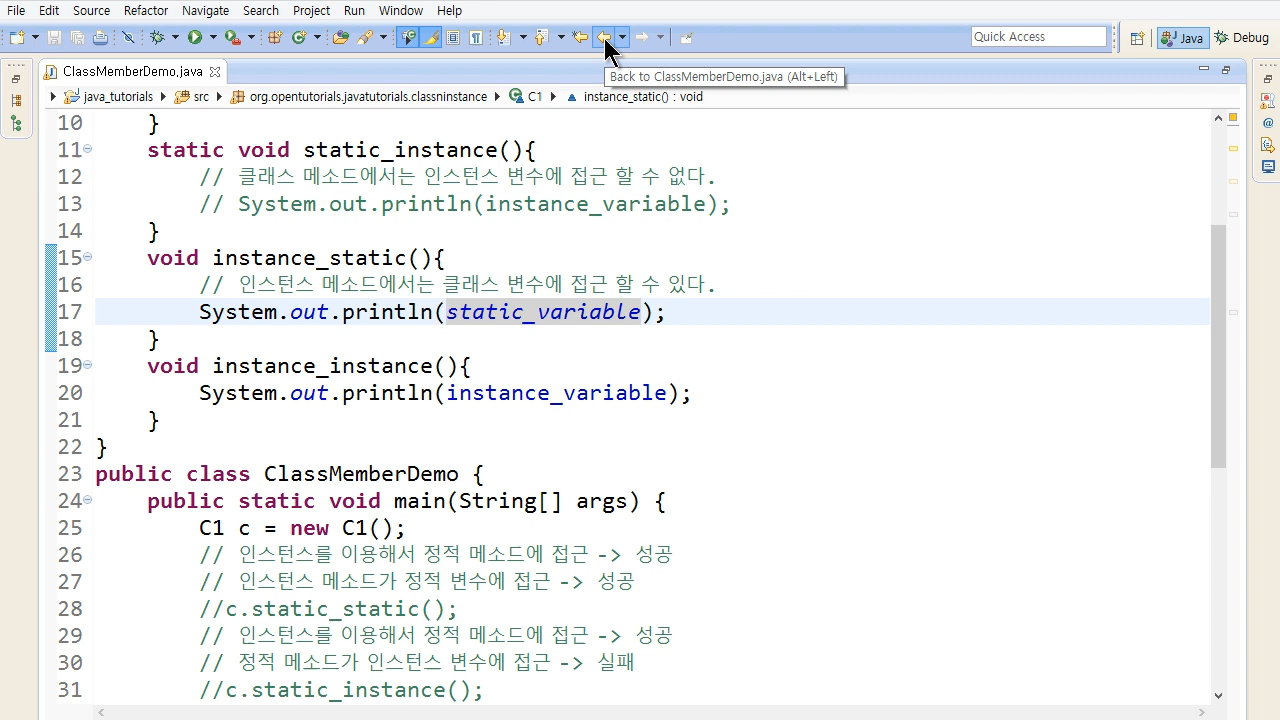 File Edit Source Refactor Navigate Search Project Run Window Help
Quick Access Java Debug
ClassMemberDemo.java
Back to ClassMemberDemo.java (Alt+Left)
java_tutorials src org.opentutorials.javatutorials.classninstance C1 instance_static() : void
10 }
11 static void static_instance(){
12 // 클래스 메소드에서는 인스턴스 변수에 접근 할 수 없다.
13 // System.out.println(instance_variable);
14 }
15 void instance_static(){
16 // 인스턴스 메소드에서는 클래스 변수에 접근 할 수 있다.
17 System.out.println(static_variable);
18 }
19 void instance_instance(){
20 System.out.println(instance_variable);
21 }
22 }
23 public class ClassMemberDemo {
24 public static void main(String[] args) {
25 C1 c = new C1();
26 // 인스턴스를 이용해서 정적 메소드에 접근 -> 성공
27 // 인스턴스 메소드가 정적 변수에 접근 -> 성공
28 //c.static_static();
29 // 인스턴스를 이용해서 정적 메소드에 접근 -> 성공
30 // 정적 메소드가 인스턴스 변수에 접근 -> 실패
31 //c.static_instance();